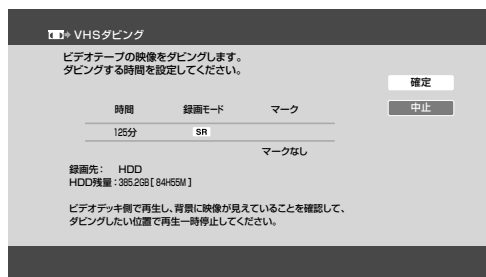 VHSダビング
ビデオテープの映像をダビングします。
ダビングする時間を設定してください。
確定
中止
時間 録画モード マーク
125分 SR
マークなし
録画先： HDD
HDD残量：385.2GB［84H55M］
ビデオデッキ側で再生し、背景に映像が見えていることを確認して、
ダビングしたい位置で再生一時停止してください。